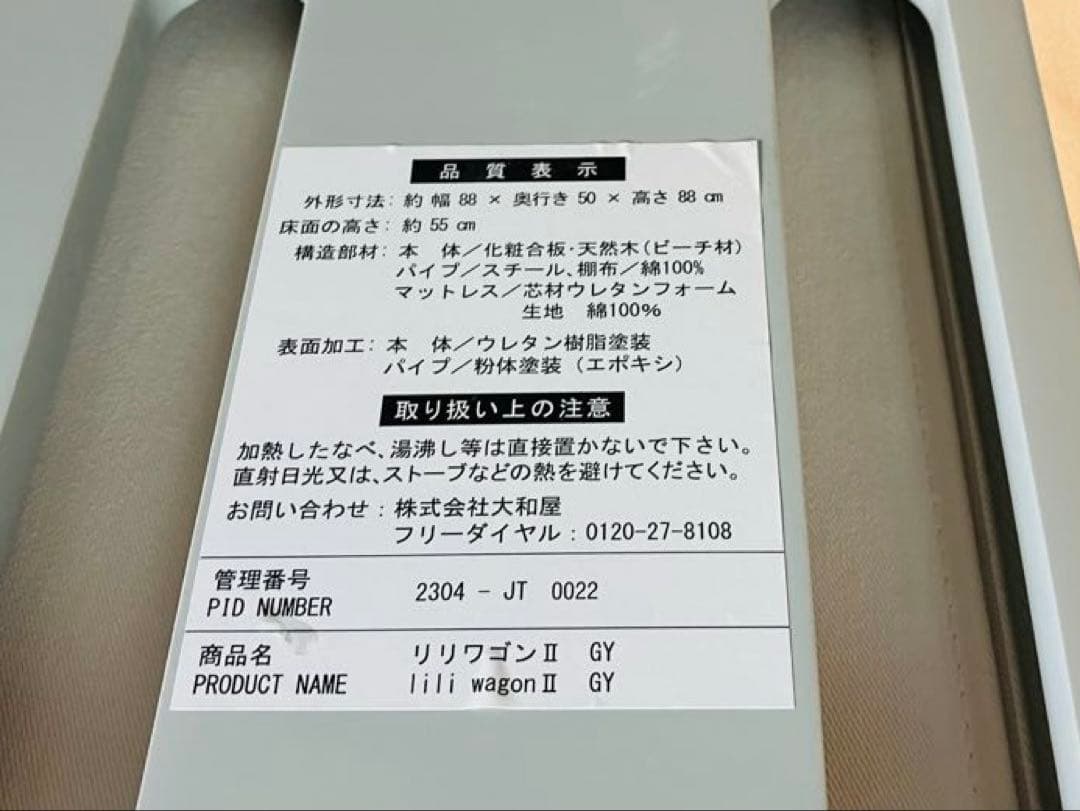 品質表示
外形寸法: 約 幅 88 × 奥行き 50 × 高さ 88 cm
床面の高さ: 約 55 cm
構造部材: 本　体／化粧合板・天然木(ビーチ材)
パイプ／スチール、棚布／綿100%
マットレス／芯材ウレタンフォーム
生地　綿100%
表面加工: 本　体／ウレタン樹脂塗装
パイプ／粉体塗装（エポキシ）
取り扱い上の注意
加熱したなべ、湯沸し等は直接置かないで下さい。
直射日光又は、ストーブなどの熱を避けてください。
お問い合わせ : 株式会社大和屋
フリーダイヤル : 0120-27-8108
管理番号
PID NUMBER 2304 - JT 0022
商品名 リリワゴンⅡ GY
PRODUCT NAME lili wagonⅡ GY